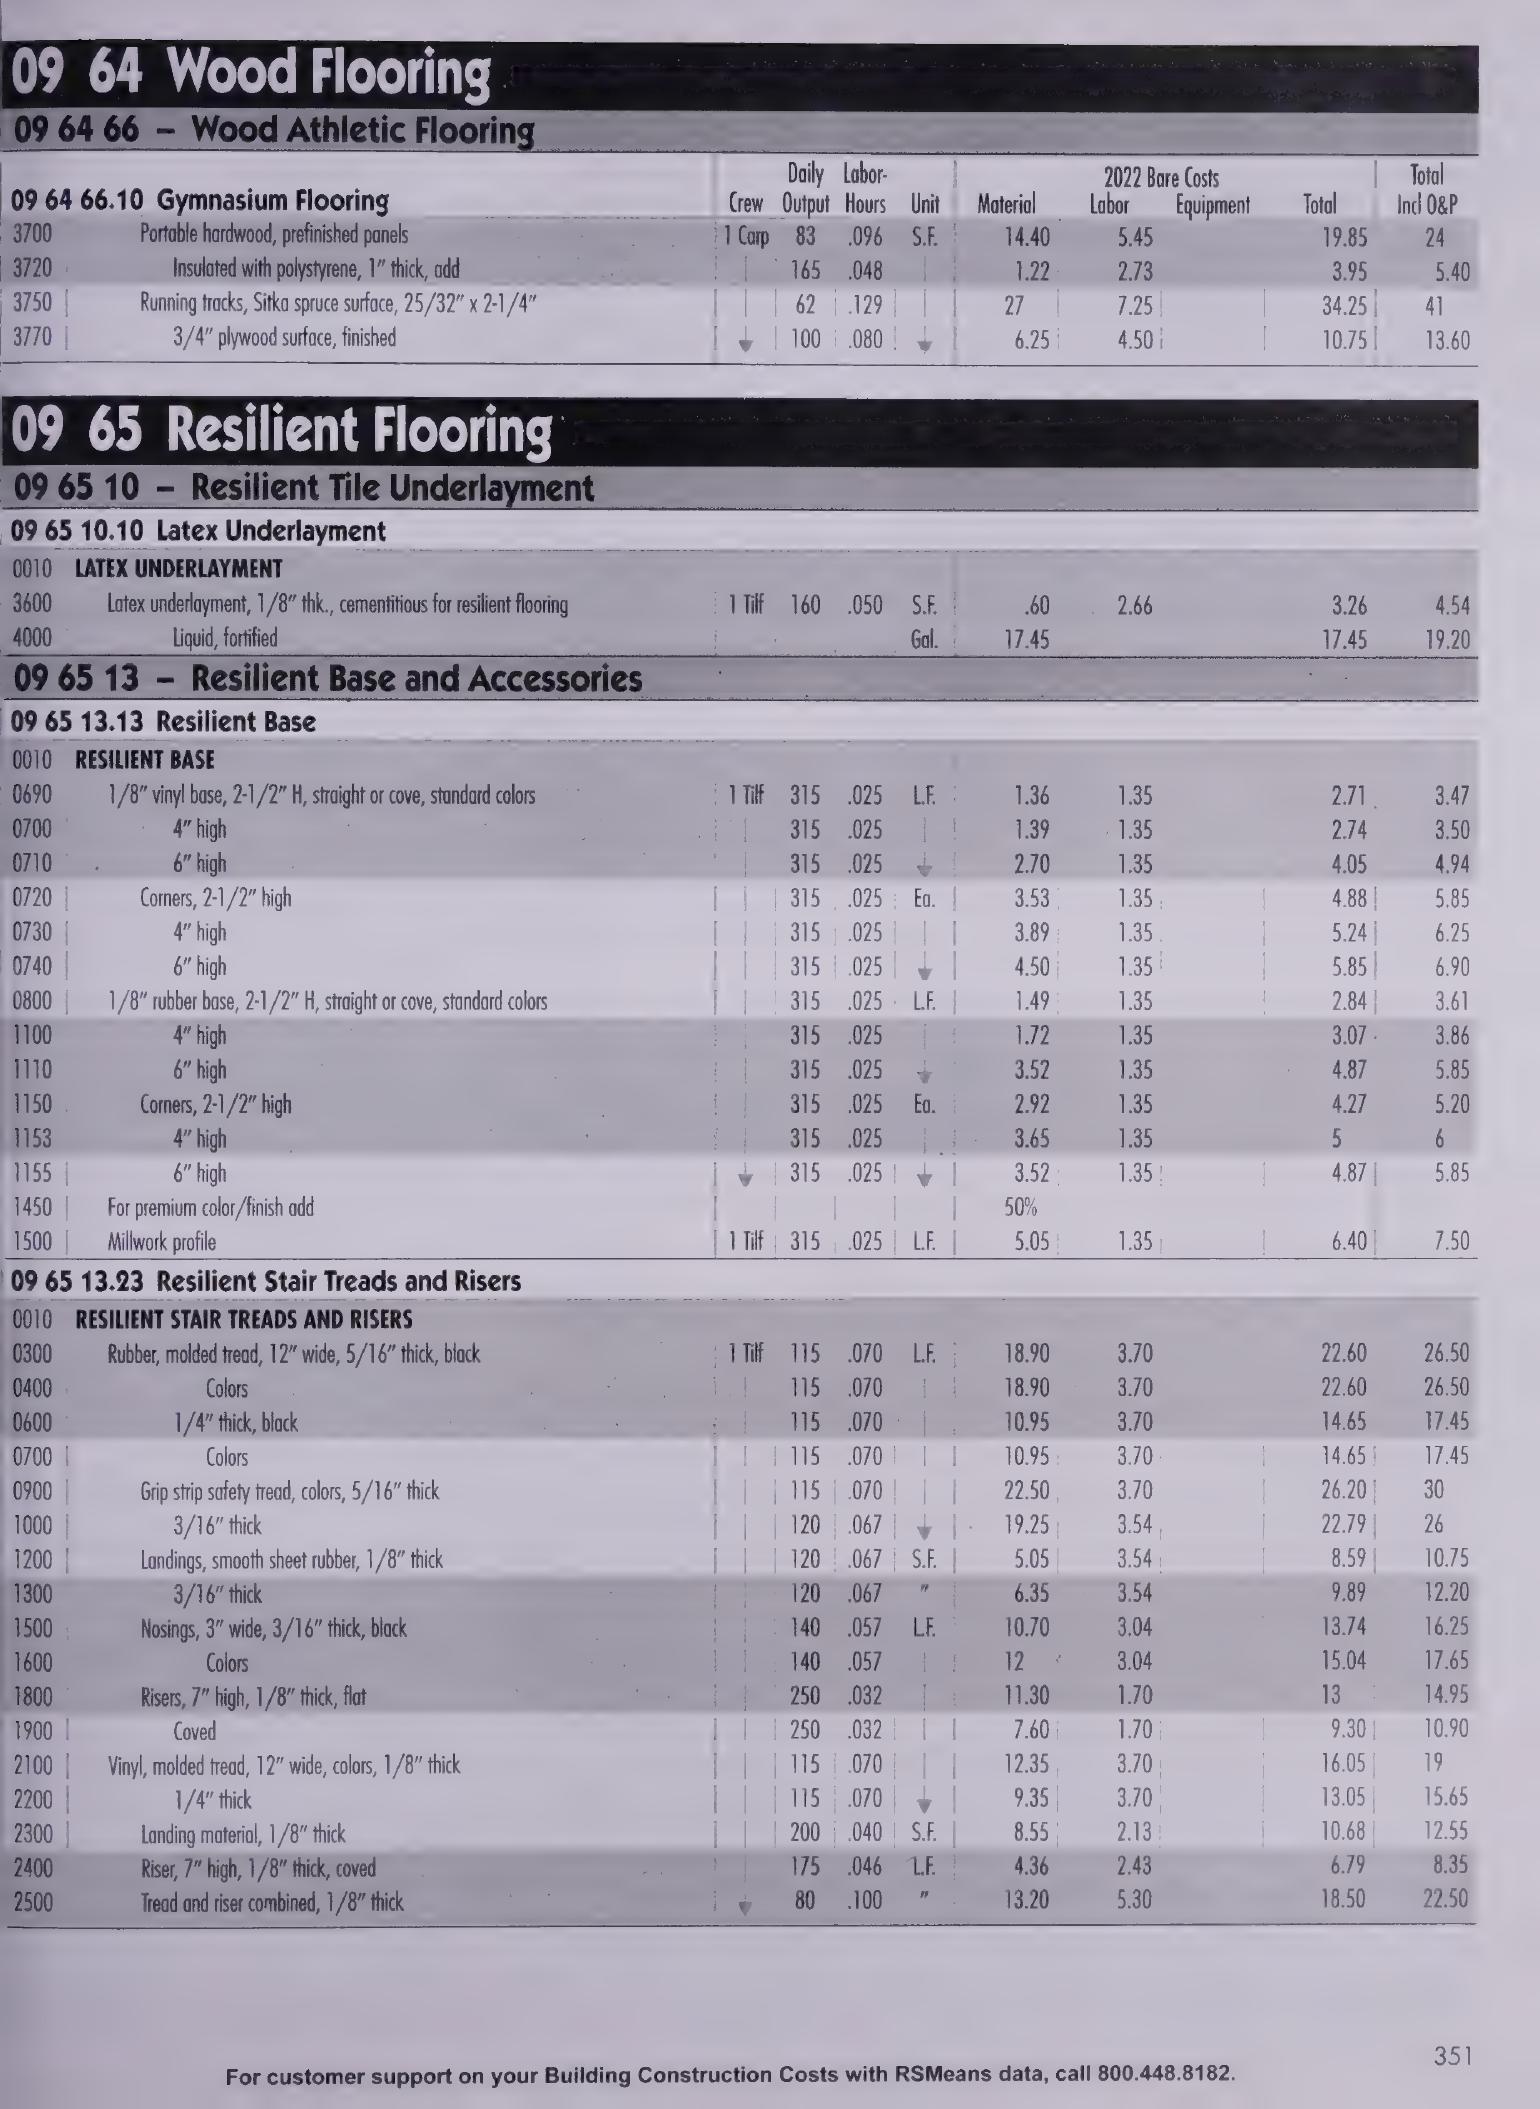 09 64 Wood Flooring
09 64 66 – Wood Athletic Flooring
Daily Labor- 2022 Bare Costs Total
09 64 66.10 Gymnasium Flooring Crew Output Hours Unit Material Labor Equipment Total Incl O&P
3700 Portable hardwood, prefinished panels 1 Carp 83 .096 S.F. 14.40 5.45 19.85 24
3720 Insulated with polystyrene, 1" thick, add 165 .048 1.22 2.73 3.95 5.40
3750 Running tracks, Sitka spruce surface, 25/32" x 2-1/4" 62 .129 27 7.25 34.25 41
3770 3/4" plywood surface, finished 100 .080 6.25 4.50 10.75 13.60
09 65 Resilient Flooring
09 65 10 – Resilient Tile Underlayment
09 65 10.10 Latex Underlayment
0010 LATEX UNDERLAYMENT
3600 Latex underlayment, 1/8" thk., cementitious for resilient flooring 1 Tilf 160 .050 S.F. .60 2.66 3.26 4.54
4000 Liquid, fortified Gal. 17.45 17.45 19.20
09 65 13 – Resilient Base and Accessories
09 65 13.13 Resilient Base
0010 RESILIENT BASE
0690 1/8" vinyl base, 2-1/2" H, straight or cove, standard colors 1 Tilf 315 .025 L.F. 1.36 1.35 2.71 3.47
0700 4" high 315 .025 1.39 1.35 2.74 3.50
0710 6" high 315 .025 2.70 1.35 4.05 4.94
0720 Corners, 2-1/2" high 315 .025 Ea. 3.53 1.35 4.88 5.85
0730 4" high 315 .025 3.89 1.35 5.24 6.25
0740 6" high 315 .025 4.50 1.35 5.85 6.90
0800 1/8" rubber base, 2-1/2" H, straight or cove, standard colors 315 .025 L.F. 1.49 1.35 2.84 3.61
1100 4" high 315 .025 1.72 1.35 3.07 3.86
1110 6" high 315 .025 3.52 1.35 4.87 5.85
1150 Corners, 2-1/2" high 315 .025 Ea. 2.92 1.35 4.27 5.20
1153 4" high 315 .025 3.65 1.35 5 6
1155 6" high 315 .025 3.52 1.35 4.87 5.85
1450 For premium color/finish add 50%
1500 Millwork profile 1 Tilf 315 .025 L.F. 5.05 1.35 6.40 7.50
09 65 13.23 Resilient Stair Treads and Risers
0010 RESILIENT STAIR TREADS AND RISERS
0300 Rubber, molded tread, 12" wide, 5/16" thick, black 1 Tilf 115 .070 L.F. 18.90 3.70 22.60 26.50
0400 Colors 115 .070 18.90 3.70 22.60 26.50
0600 1/4" thick, black 115 .070 10.95 3.70 14.65 17.45
0700 Colors 115 .070 10.95 3.70 14.65 17.45
0900 Grip strip safety tread, colors, 5/16" thick 115 .070 22.50 3.70 26.20 30
1000 3/16" thick 120 .067 19.25 3.54 22.79 26
1200 Landings, smooth sheet rubber, 1/8" thick 120 .067 S.F. 5.05 3.54 8.59 10.75
1300 3/16" thick 120 .067 " 6.35 3.54 9.89 12.20
1500 Nosings, 3" wide, 3/16" thick, black 140 .057 L.F. 10.70 3.04 13.74 16.25
1600 Colors 140 .057 12 3.04 15.04 17.65
1800 Risers, 7" high, 1/8" thick, flat 250 .032 11.30 1.70 13 14.95
1900 Coved 250 .032 7.60 1.70 9.30 10.90
2100 Vinyl, molded tread, 12" wide, colors, 1/8" thick 115 .070 12.35 3.70 16.05 19
2200 1/4" thick 115 .070 9.35 3.70 13.05 15.65
2300 Landing material, 1/8" thick 200 .040 S.F. 8.55 2.13 10.68 12.55
2400 Riser, 7" high, 1/8" thick, coved 175 .046 L.F. 4.36 2.43 6.79 8.35
2500 Tread and riser combined, 1/8" thick 80 .100 " 13.20 5.30 18.50 22.50
351
For customer support on your Building Construction Costs with RSMeans data, call 800.448.8182.